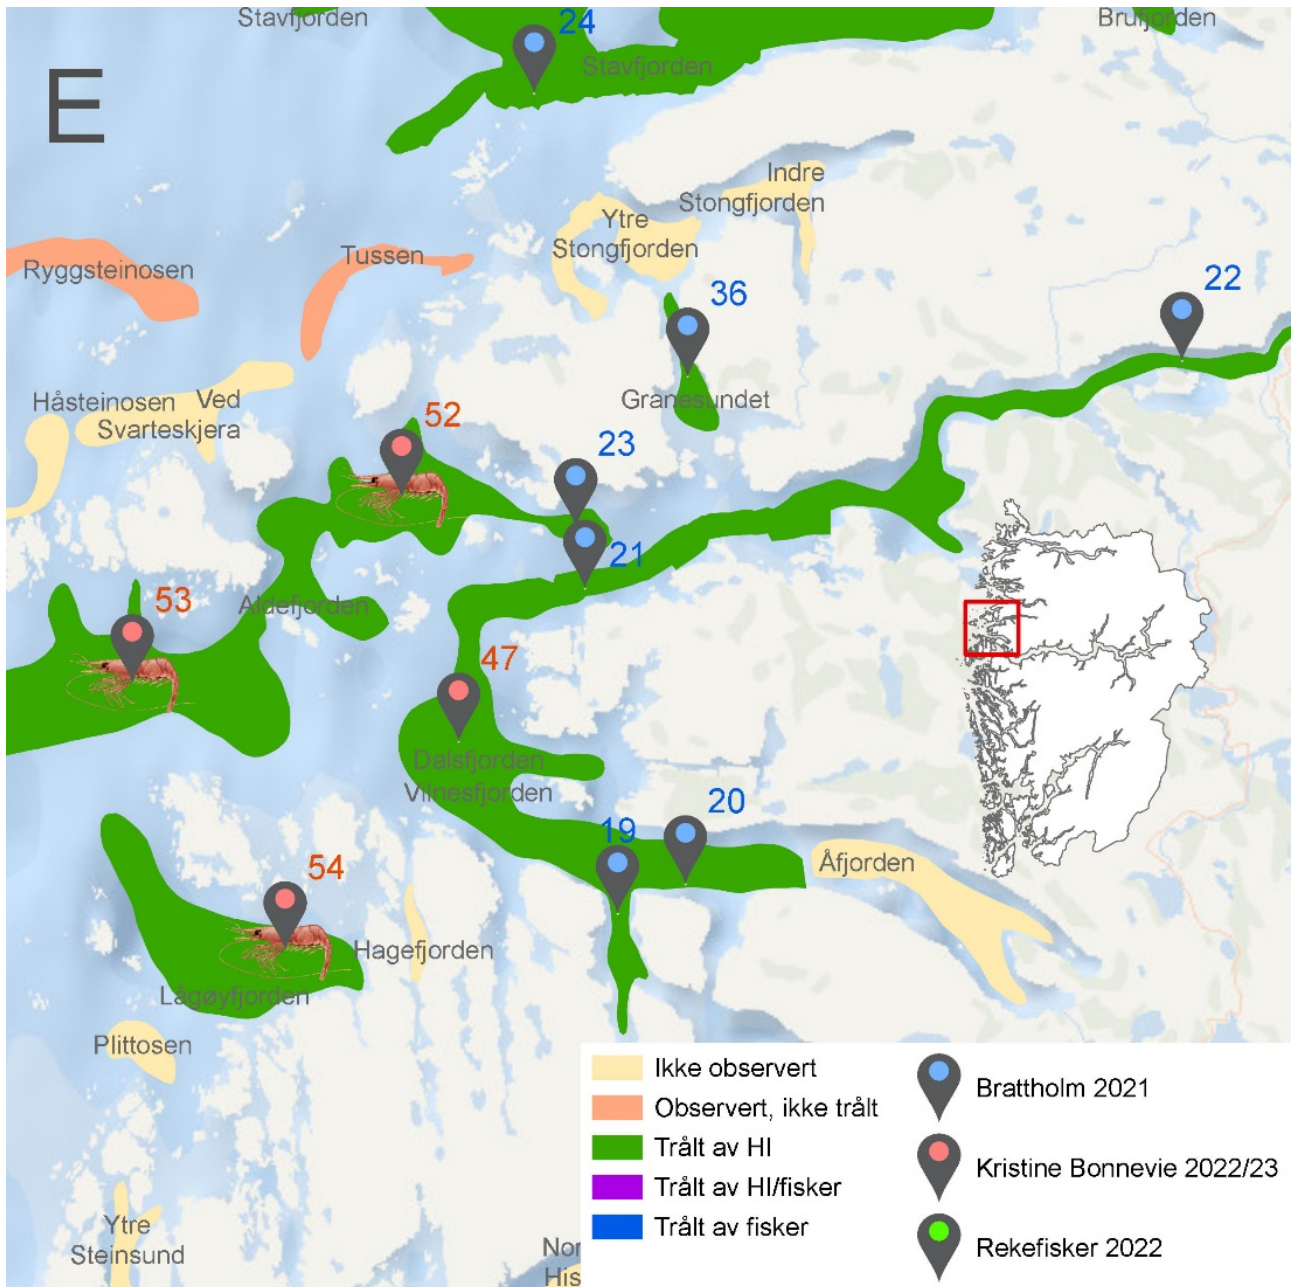 Stavfjorden
24
Brufjorden
E
Stavfjorden
Indre
Stongfjorden
Ytre
Stongfjorden
Tussen
Ryggsteinosen
36
22
Granesundet
Håsteinosen
Ved
Svarteskjera
52
23
21
53
Aldefjorden
47
Dalsfjorden
Vilnesfjorden
20
19
Åfjorden
54
Hagefjorden
Lågøyfjorden
Plittosen
Ytre
Steinsund
Nor
His
Ikke observert
Observert, ikke trålt
Trålt av HI
Trålt av HI/fisker
Trålt av fisker
Brattholm 2021
Kristine Bonnevie 2022/23
Rekefisker 2022